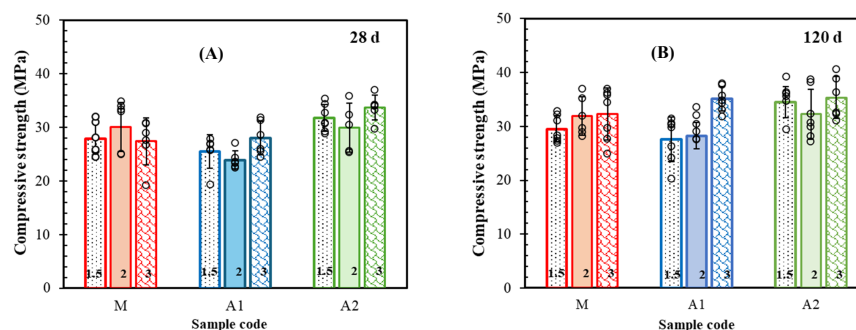 50
40
30
20
10
0
Compressive strength (MPa)
(A)
28 d
1.5 2 3 1.5 2 3 1.5 2 3
M A1 A2
Sample code
50
40
30
20
10
0
Compressive strength (MPa)
(B)
120 d
1.5 2 3 1.5 2 3 1.5 2 3
M A1 A2
Sample code